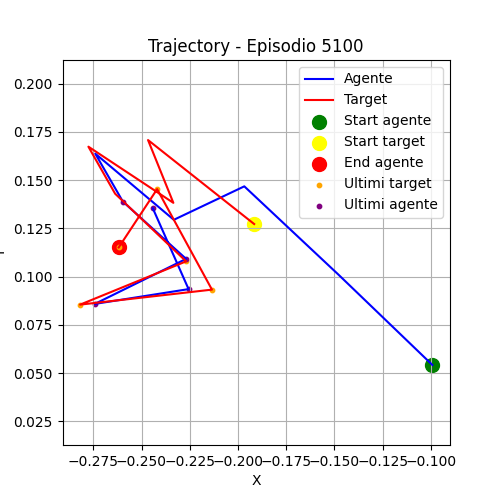 Trajectory - Episodio 5100
Agente
Target
Start agente
Start target
End agente
Ultimi target
Ultimi agente
0.200
0.175
0.150
0.125
0.100
0.075
0.050
0.025
−0.275 −0.250 −0.225 −0.200 −0.175 −0.150 −0.125 −0.100
X